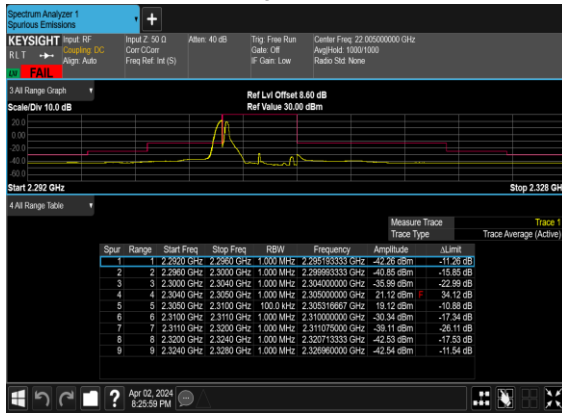 Spectrum Analyzer 1
Spurious Emissions
+
KEYSIGHT Input: RF Input Z: 50 Ω Atten: 40 dB Trig: Free Run Center Freq: 22.005000000 GHz
RLT Coupling: DC Corr CCorr Gate: Off Avg|Hold: 1000/1000
Align: Auto Freq Ref: Int (S) IF Gain: Low Radio Std: None
FAIL
3 All Range Graph Ref Lvl Offset 8.60 dB
Scale/Div 10.0 dB Ref Value 30.00 dBm
20.0
0.00
-20.0
-40.0
-60.0
Start 2.292 GHz Stop 2.328 GH
4 All Range Table
Measure Trace Trace 1
Trace Type Trace Average (Active)
Spur Range Start Freq Stop Freq RBW Frequency Amplitude ΔLimit
1 1 2.2920 GHz 2.2960 GHz 1.000 MHz 2.295193333 GHz -42.26 dBm -11.26 dB
2 2 2.2960 GHz 2.3000 GHz 1.000 MHz 2.299993333 GHz -40.85 dBm -15.85 dB
3 3 2.3000 GHz 2.3040 GHz 1.000 MHz 2.304000000 GHz -35.99 dBm -22.99 dB
4 4 2.3040 GHz 2.3050 GHz 1.000 MHz 2.305000000 GHz 21.12 dBm F 34.12 dB
5 5 2.3050 GHz 2.3100 GHz 100.0 kHz 2.305316667 GHz 19.12 dBm -10.88 dB
6 6 2.3100 GHz 2.3110 GHz 1.000 MHz 2.310000000 GHz -30.34 dBm -17.34 dB
7 7 2.3110 GHz 2.3200 GHz 1.000 MHz 2.311075000 GHz -39.11 dBm -26.11 dB
8 8 2.3200 GHz 2.3240 GHz 1.000 MHz 2.320713333 GHz -42.53 dBm -17.53 dB
9 9 2.3240 GHz 2.3280 GHz 1.000 MHz 2.326960000 GHz -42.54 dBm -11.54 dB
? Apr 02, 2024
8:25:59 PM